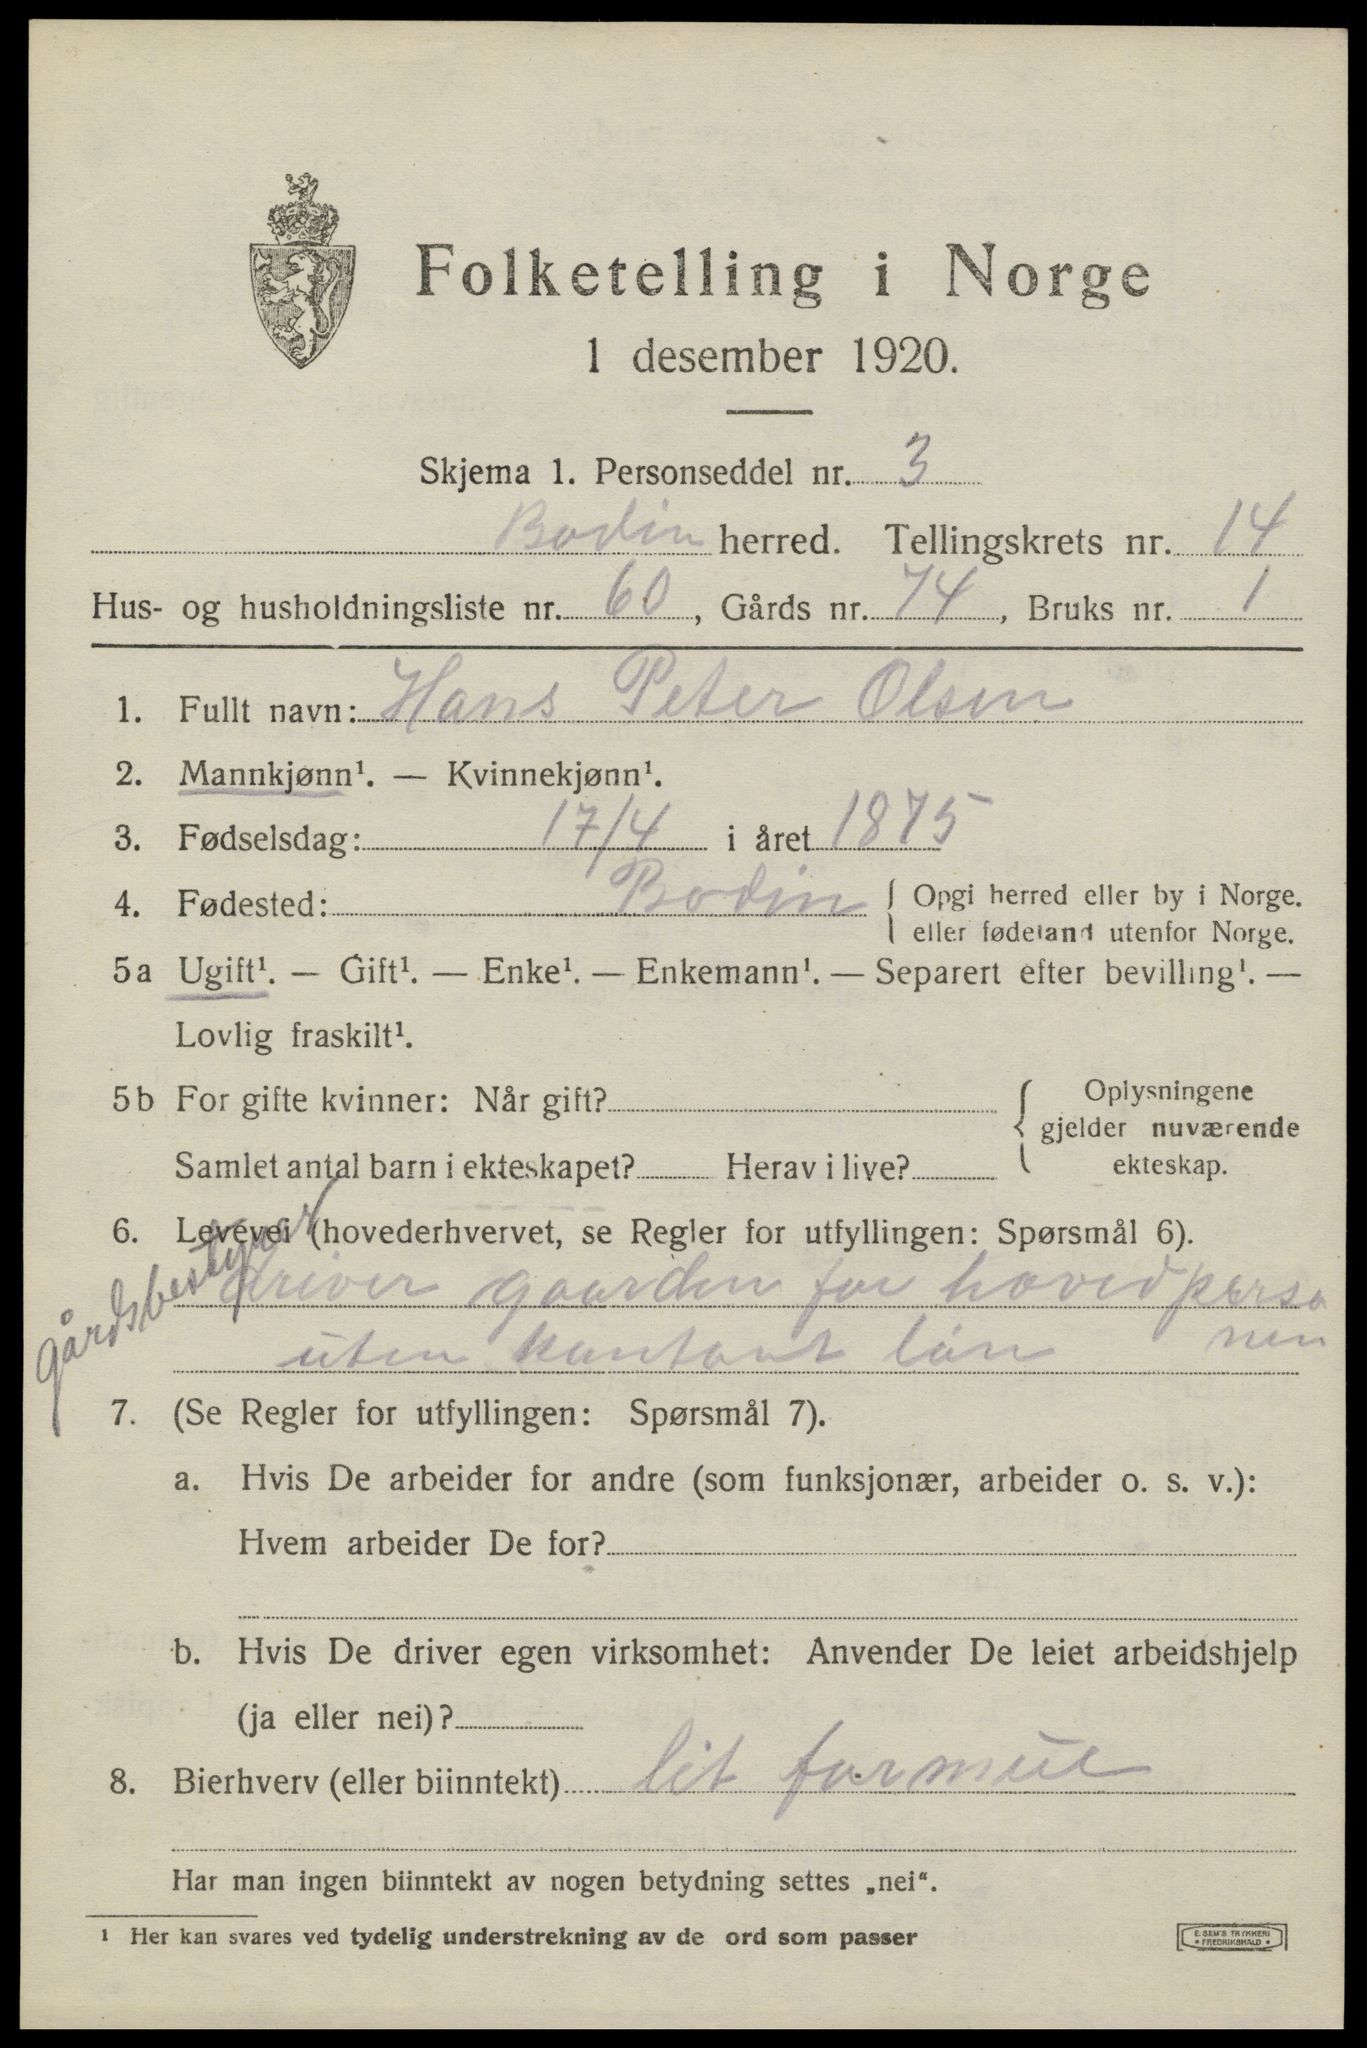 Folketelling i Norge
1 desember 1920.
Skjema 1. Personseddel nr. 3
Bodin herred. Tellingskrets nr. 14
Hus- og husholdningsliste nr. 60, Gårds nr. 74, Bruks nr. 1
1. Fullt navn: Hans Peter Olsen
2. Mannkjønn¹. — Kvinnekjønn¹.
3. Fødselsdag: 17/4 i året 1875
4. Fødested: Bodin { Opgi herred eller by i Norge.
eller fødeland utenfor Norge.
5a Ugift¹. — Gift¹. — Enke¹. — Enkemann¹. — Separert efter bevilling¹. —
Lovlig fraskilt¹.
5b For gifte kvinner: Når gift? { Oplysningene
gjelder nuværende
Samlet antal barn i ekteskapet? Herav i live? ekteskap.
6. Levevei (hovederhvervet, se Regler for utfyllingen: Spørsmål 6).
gårdsbestyrer
driver gaarden for hovedperso
nen
uten kontant løn
7. (Se Regler for utfyllingen: Spørsmål 7).
a. Hvis De arbeider for andre (som funksjonær, arbeider o. s. v.):
Hvem arbeider De for?
b. Hvis De driver egen virksomhet: Anvender De leiet arbeidshjelp
(ja eller nei)?
8. Bierhverv (eller biinntekt) lit formue
Har man ingen biinntekt av nogen betydning settes „nei“.
¹ Her kan svares ved tydelig understrekning av de ord som passer
E. SEM'S TRYKKERI
* FREDRIKSHALD *